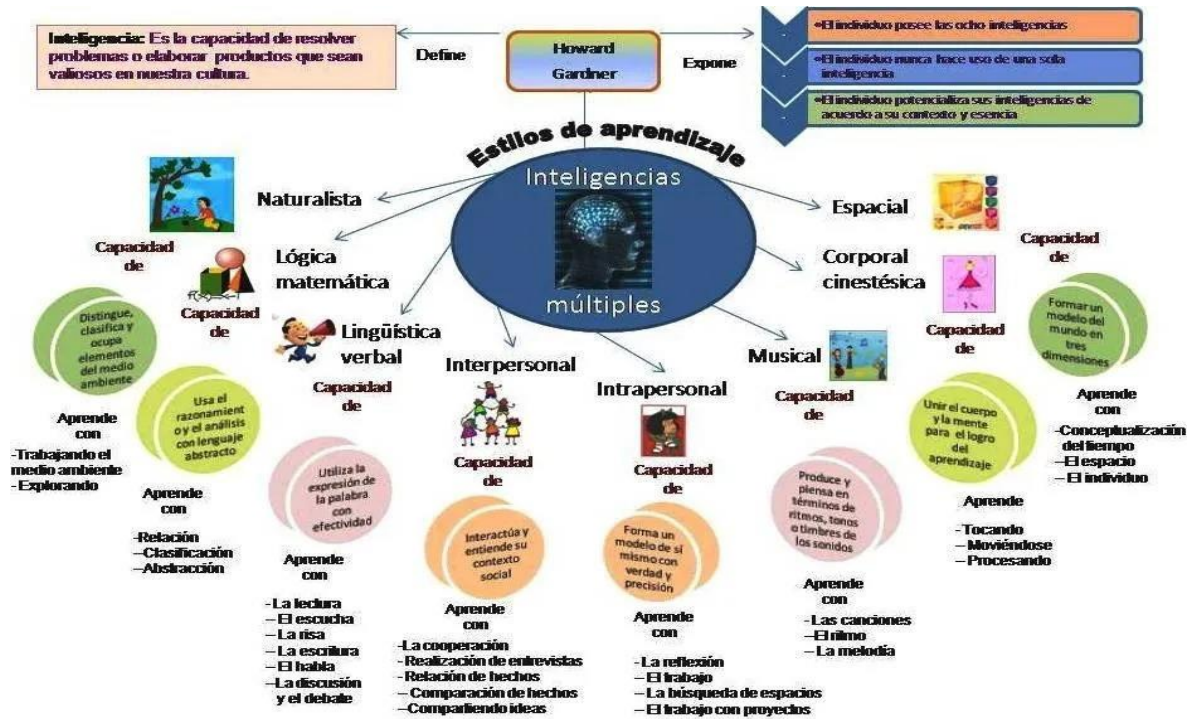 Inteligencia: Es la capacidad de resolver
problemas o elaborar productos que sean
valiosos en nuestra cultura.
Define
Howard
Gardner
Expone
•El individuo posee las ocho inteligencias
•El individuo nunca hace uso de una sola
inteligencia
•El individuo potencializa sus inteligencias de
acuerdo a su contexto y esencia
Estilos de aprendizaje
Inteligencias
múltiples
Naturalista
Capacidad
de
Distingue,
clasifica y
ocupa
elementos
del medio
ambiente
Aprende
con
-Trabajando el
medio ambiente
- Explorando
Lógica
matemática
f(x)
Capacidad
de
Usa el
razonamient
o y el análisis
con lenguaje
abstracto
Aprende
con
-Relación
– Clasificación
– Abstracción
Lingüística
verbal
Capacidad
de
Utiliza la
expresión de
la palabra
con
efectividad
Aprende
con
- La lectura
– El escucha
– La risa
– La escritura
– El habla
–La discusión
y el debate
Interpersonal
Capacidad
de
Interactúa y
entiende su
contexto
social
Aprende
con
-La cooperación
- Realización de entrevistas
- Relación de hechos
– Comparación de hechos
– Compartiendo ideas
Intrapersonal
Capacidad
de
Forma un
modelo de sí
mismo con
verdad y
precisión
Aprende
con
- La reflexión
– El trabajo
– La búsqueda de espacios
– El trabajo con proyectos
Musical
Capacidad
de
Produce y
piensa en
términos de
ritmos, tonos
o timbres de
los sonidos
Aprende
con
- Las canciones
– El ritmo
– La melodía
Corporal
cinestésica
Capacidad
de
Unir el cuerpo
y la mente
para el logro
del
aprendizaje
Aprende
- Tocando
– Moviéndose
– Procesando
Espacial
Capacidad
de
Formar un
modelo del
mundo en
tres
dimensiones
Aprende
con
-Conceptualización
del tiempo
– El espacio
– El individuo